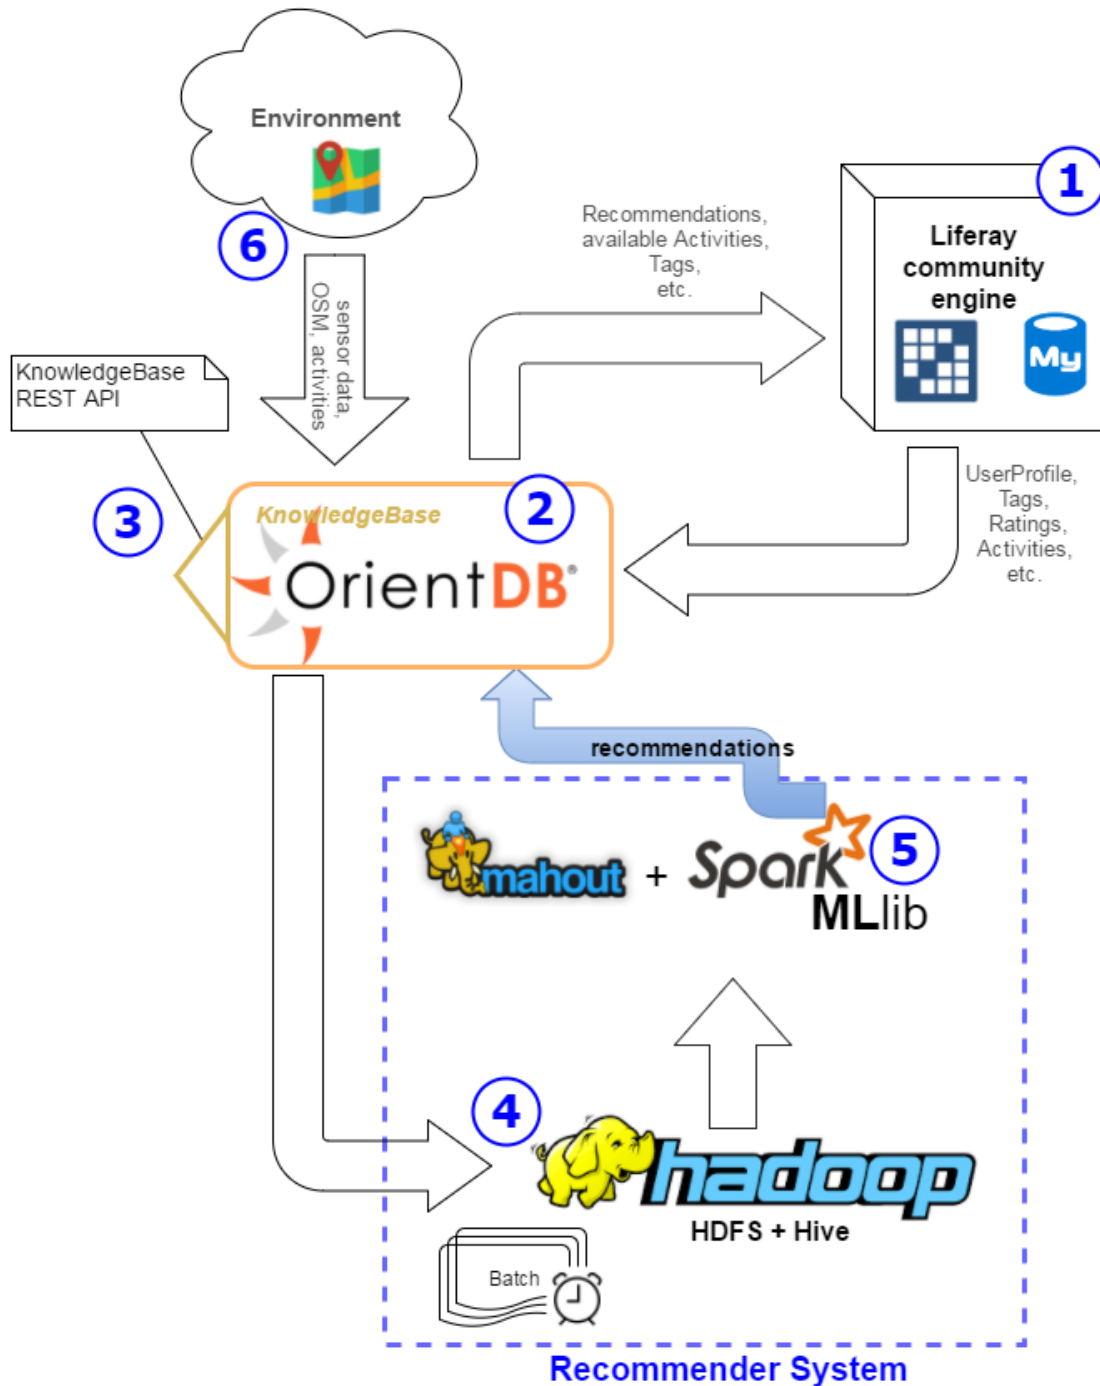 Environment
6
sensor data,
OSM, activities
Recommendations,
available Activities,
Tags,
etc.
1
Liferay
community
engine
My
KnowledgeBase
REST API
3
2
KnowledgeBase
OrientDB®
UserProfile,
Tags,
Ratings,
Activities,
etc.
recommendations
mahout
+
Spark
MLlib
5
4
hadoop
HDFS + Hive
Batch
Recommender System